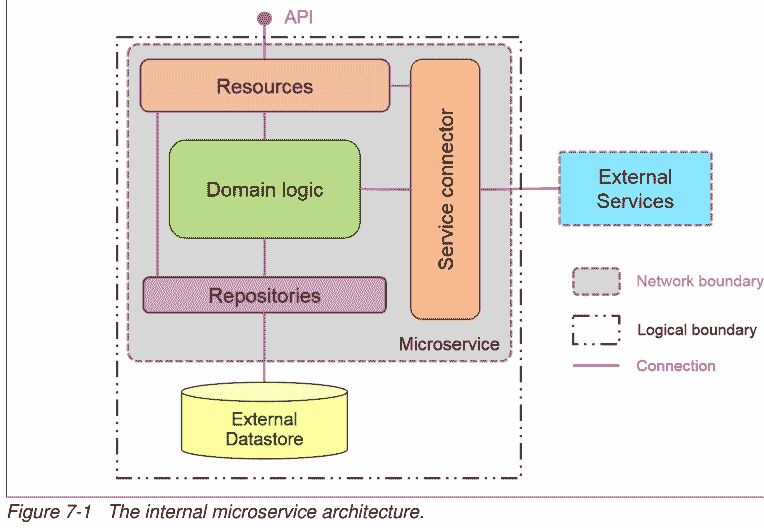 API
Resources
Domain logic
Service connector
External
Services
Repositories
Network boundary
Logical boundary
Microservice
Connection
External
Datastore
Figure 7-1 The internal microservice architecture.